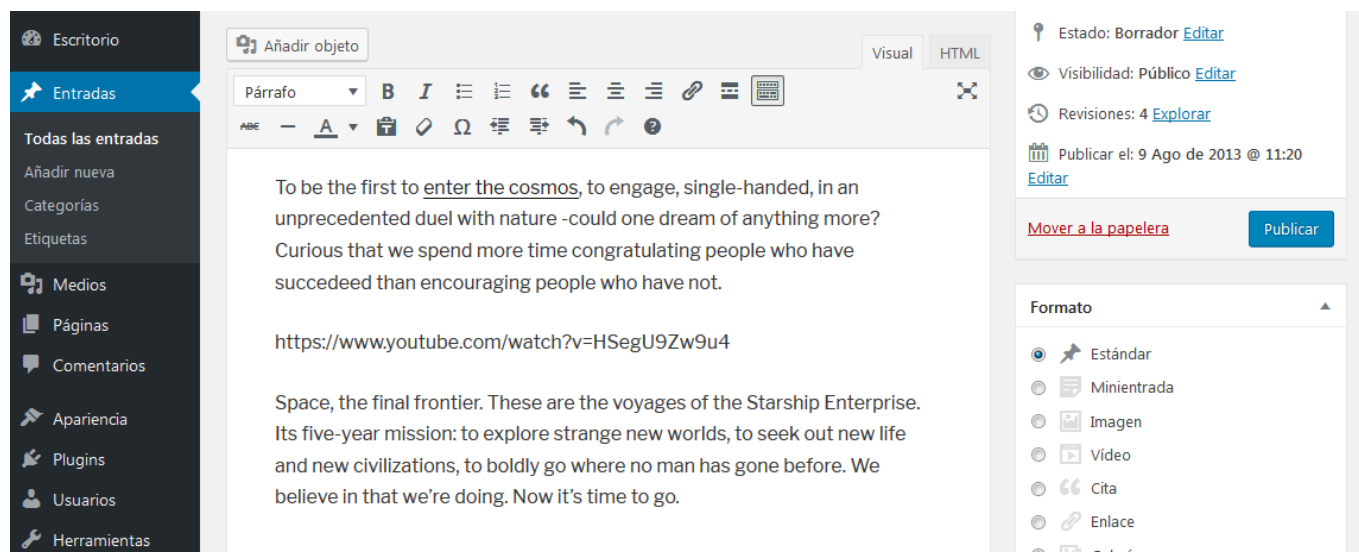 Escritorio
Entradas
Todas las entradas
Añadir nueva
Categorías
Etiquetas
Medios
Páginas
Comentarios
Apariencia
Plugins
Usuarios
Herramientas
Añadir objeto
Visual HTML
Párrafo B I
ABC A Ω
To be the first to enter the cosmos, to engage, single-handed, in an
unprecedented duel with nature -could one dream of anything more?
Curious that we spend more time congratulating people who have
succedeed than encouraging people who have not.
https://www.youtube.com/watch?v=HSegU9Zw9u4
Space, the final frontier. These are the voyages of the Starship Enterprise.
Its five-year mission: to explore strange new worlds, to seek out new life
and new civilizations, to boldly go where no man has gone before. We
believe in that we’re doing. Now it’s time to go.
Estado: Borrador Editar
Visibilidad: Público Editar
Revisiones: 4 Explorar
Publicar el: 9 Ago de 2013 @ 11:20
Editar
Mover a la papelera Publicar
Formato
Estándar
Minientrada
Imagen
Vídeo
Cita
Enlace